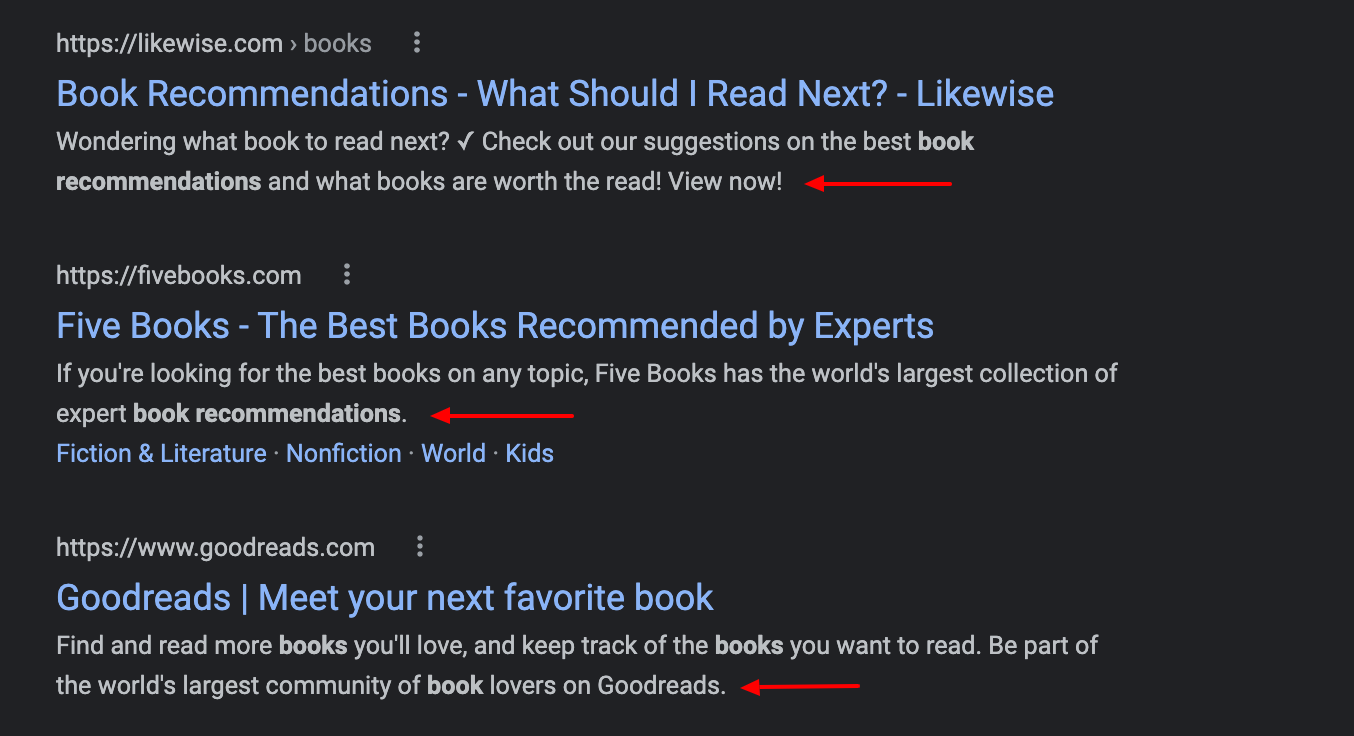 https://likewise.com › books
Book Recommendations - What Should I Read Next? - Likewise
Wondering what book to read next? ✓ Check out our suggestions on the best book
recommendations and what books are worth the read! View now!
https://fivebooks.com
Five Books - The Best Books Recommended by Experts
If you're looking for the best books on any topic, Five Books has the world's largest collection of
expert book recommendations.
Fiction & Literature · Nonfiction · World · Kids
https://www.goodreads.com
Goodreads | Meet your next favorite book
Find and read more books you'll love, and keep track of the books you want to read. Be part of
the world's largest community of book lovers on Goodreads.